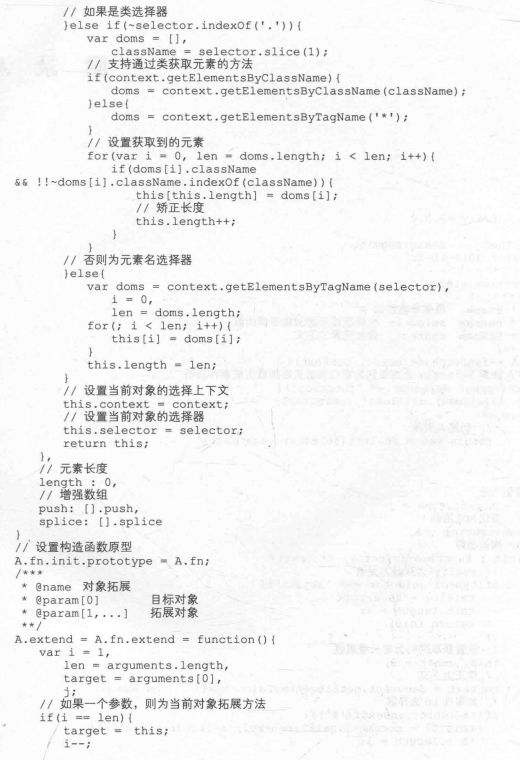 // 如果是类选择器
}else if(~selector.indexOf('.')){
var doms = [],
className = selector.slice(1);
// 支持通过类获取元素的方法
if(context.getElementsByClassName){
doms = context.getElementsByClassName(className);
}else{
doms = context.getElementsByTagName('*');
}
// 设置获取到的元素
for(var i = 0, len = doms.length; i < len; i++){
if(doms[i].className
&& !!~doms[i].className.indexOf(className)){
this[this.length] = doms[i];
// 矫正长度
this.length++;
}
}
// 否则为元素名选择器
}else{
var doms = context.getElementsByTagName(selector),
i = 0,
len = doms.length;
for(; i < len; i++){
this[i] = doms[i];
}
this.length = len;
}
// 设置当前对象的选择上下文
this.context = context;
// 设置当前对象的选择器
this.selector = selector;
return this;
},
// 元素长度
length : 0,
// 增强数组
push: [].push,
splice: [].splice
}
// 设置构造函数原型
A.fn.init.prototype = A.fn;
/***
* @name 对象拓展
* @param[0] 目标对象
* @param[1,...] 拓展对象
**/
A.extend = A.fn.extend = function(){
var i = 1,
len = arguments.length,
target = arguments[0],
j;
// 如果一个参数，则为当前对象拓展方法
if(i == len){
target = this;
i--;